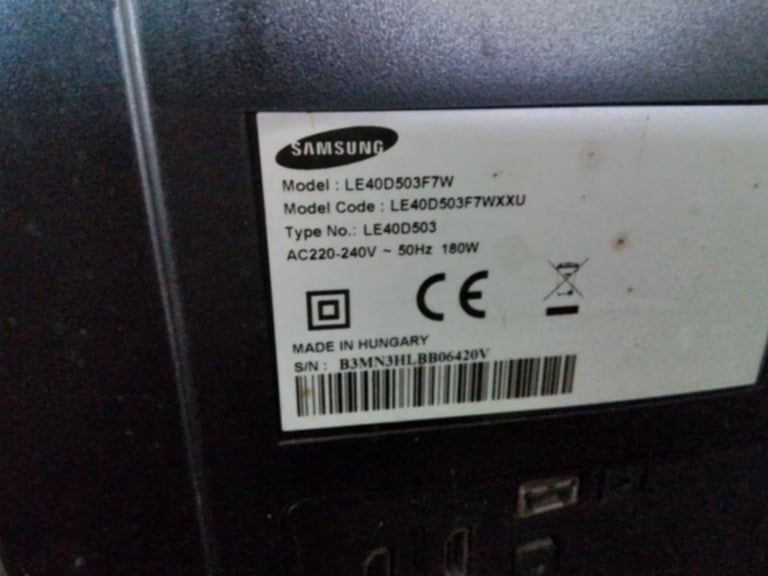 SAMSUNG
Model : LE40D503F7W
Model Code : LE40D503F7WXXU
Type No.: LE40D503
AC220-240V ~ 50Hz 180W
CE
MADE IN HUNGARY
S/N : B3MN3HLBB06420V